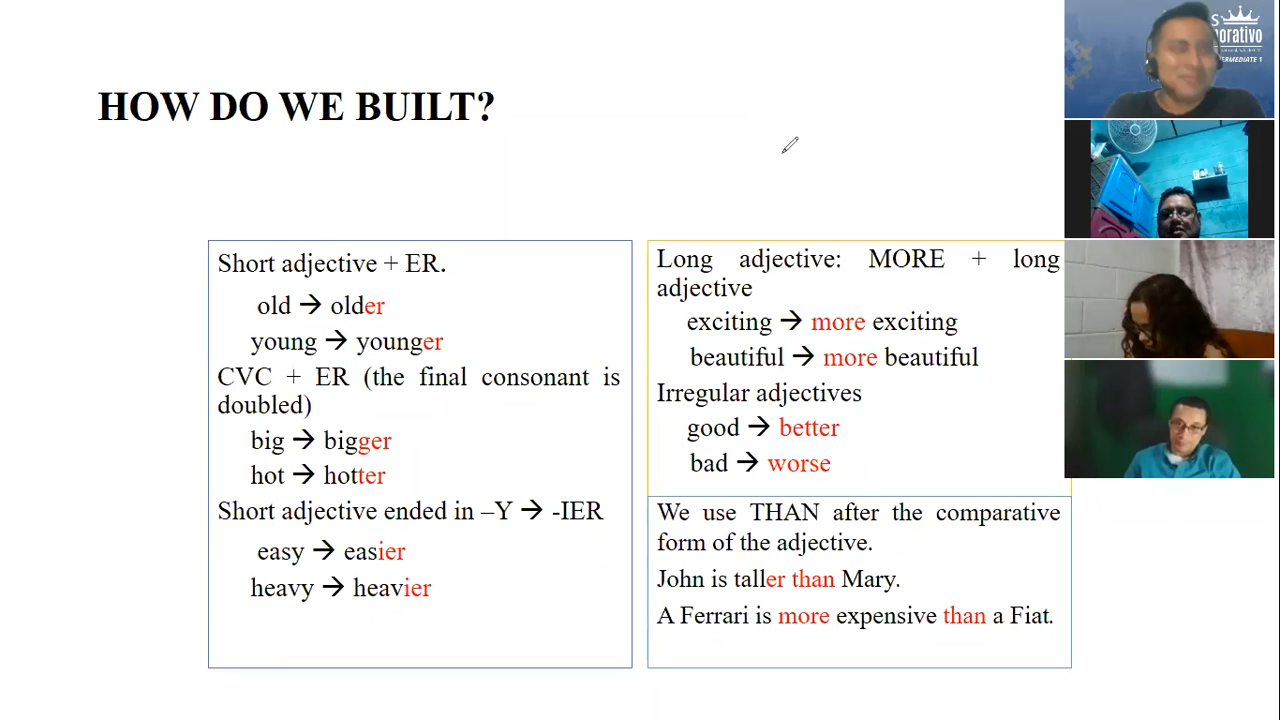 HOW DO WE BUILT?
Short adjective + ER.
old → older
young → younger
CVC + ER (the final consonant is
doubled)
big → bigger
hot → hotter
Short adjective ended in –Y → -IER
easy → easier
heavy → heavier
Long adjective: MORE + long
adjective
exciting → more exciting
beautiful → more beautiful
Irregular adjectives
good → better
bad → worse
We use THAN after the comparative
form of the adjective.
John is taller than Mary.
A Ferrari is more expensive than a Fiat.
S
orativo
ERMEDIATE 1